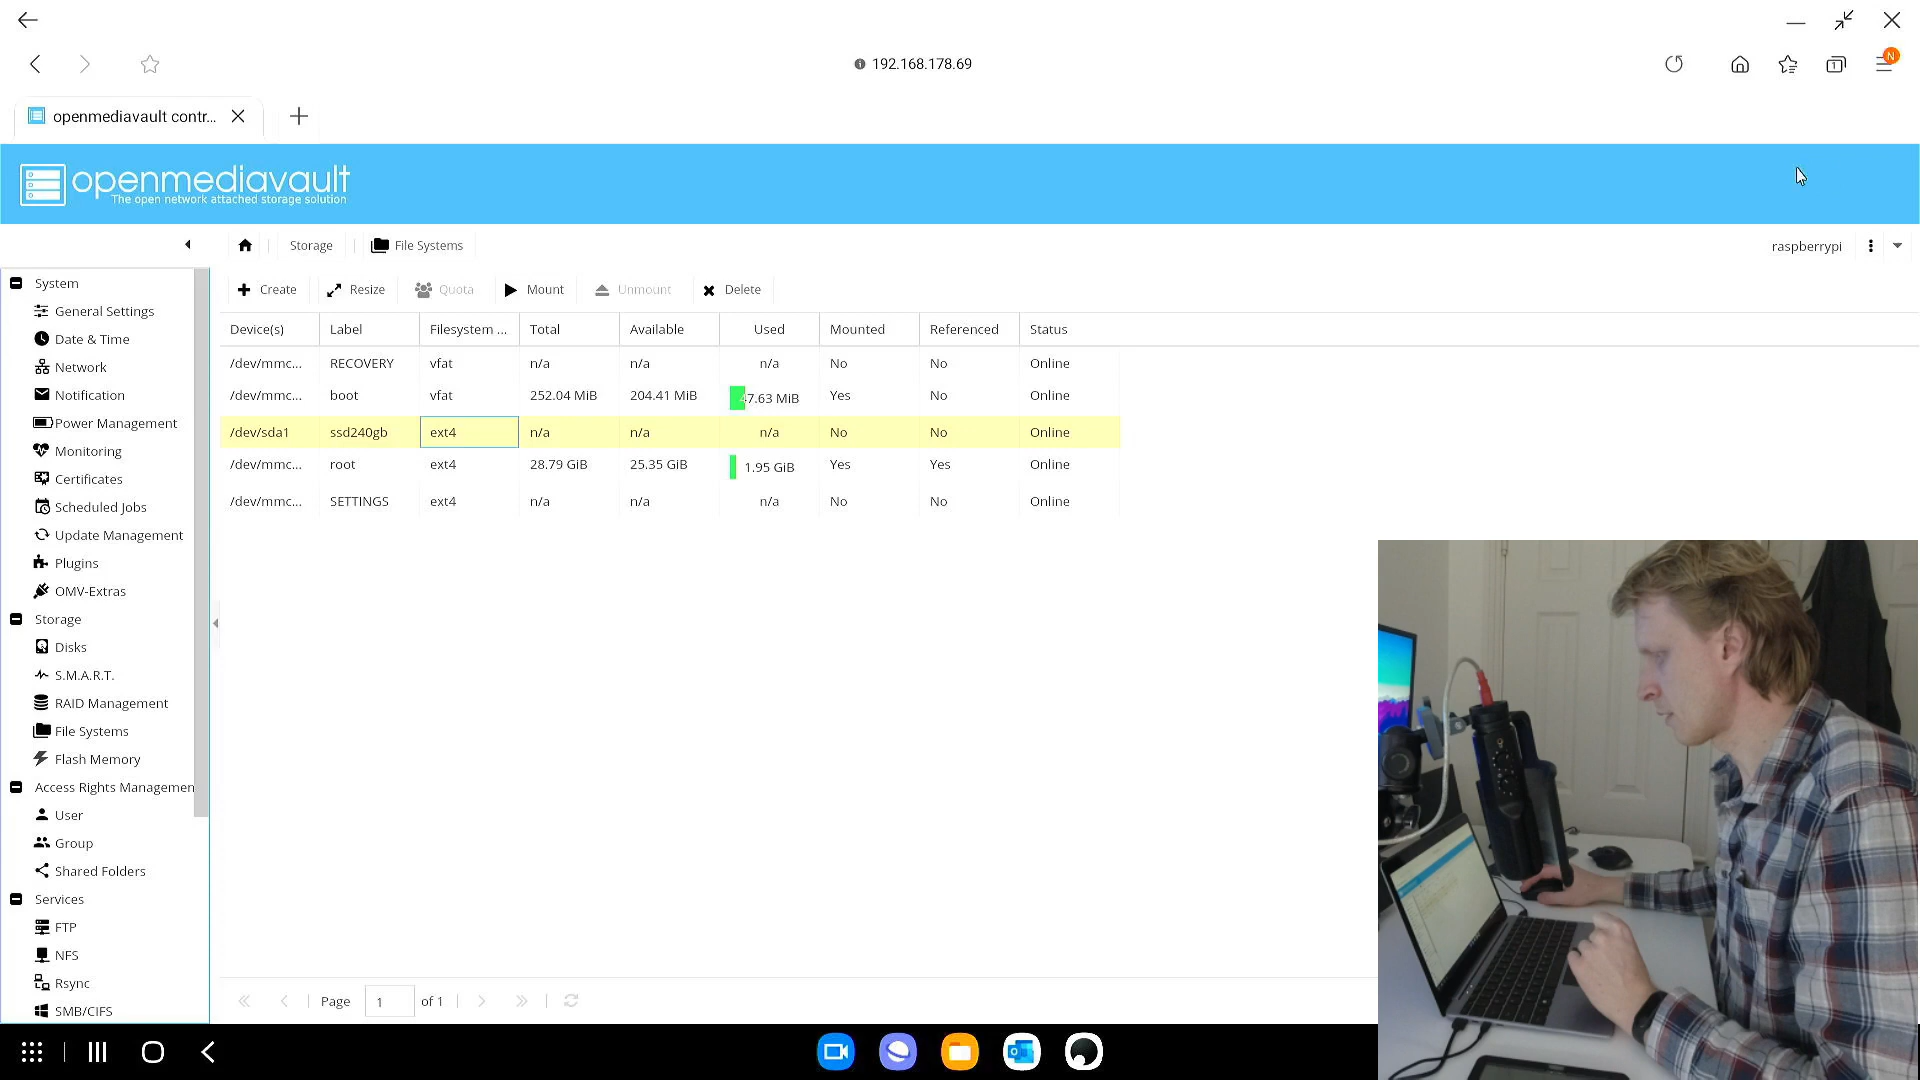 192.168.178.69
1
N
openmediavault contr...
openmediavault
The open network attached storage solution
Storage
File Systems
raspberrypi
System
General Settings
Date & Time
Network
Notification
Power Management
Monitoring
Certificates
Scheduled Jobs
Update Management
Plugins
OMV-Extras
Storage
Disks
S.M.A.R.T.
RAID Management
File Systems
Flash Memory
Access Rights Managemen
User
Group
Shared Folders
Services
FTP
NFS
Rsync
SMB/CIFS
Create Resize Quota Mount Unmount Delete
Device(s) Label Filesystem ... Total Available Used Mounted Referenced Status
/dev/mmc... RECOVERY vfat n/a n/a n/a No No Online
/dev/mmc... boot vfat 252.04 MiB 204.41 MiB 47.63 MiB Yes No Online
/dev/sda1 ssd240gb ext4 n/a n/a n/a No No Online
/dev/mmc... root ext4 28.79 GiB 25.35 GiB 1.95 GiB Yes Yes Online
/dev/mmc... SETTINGS ext4 n/a n/a n/a No No Online
Page 1 of 1